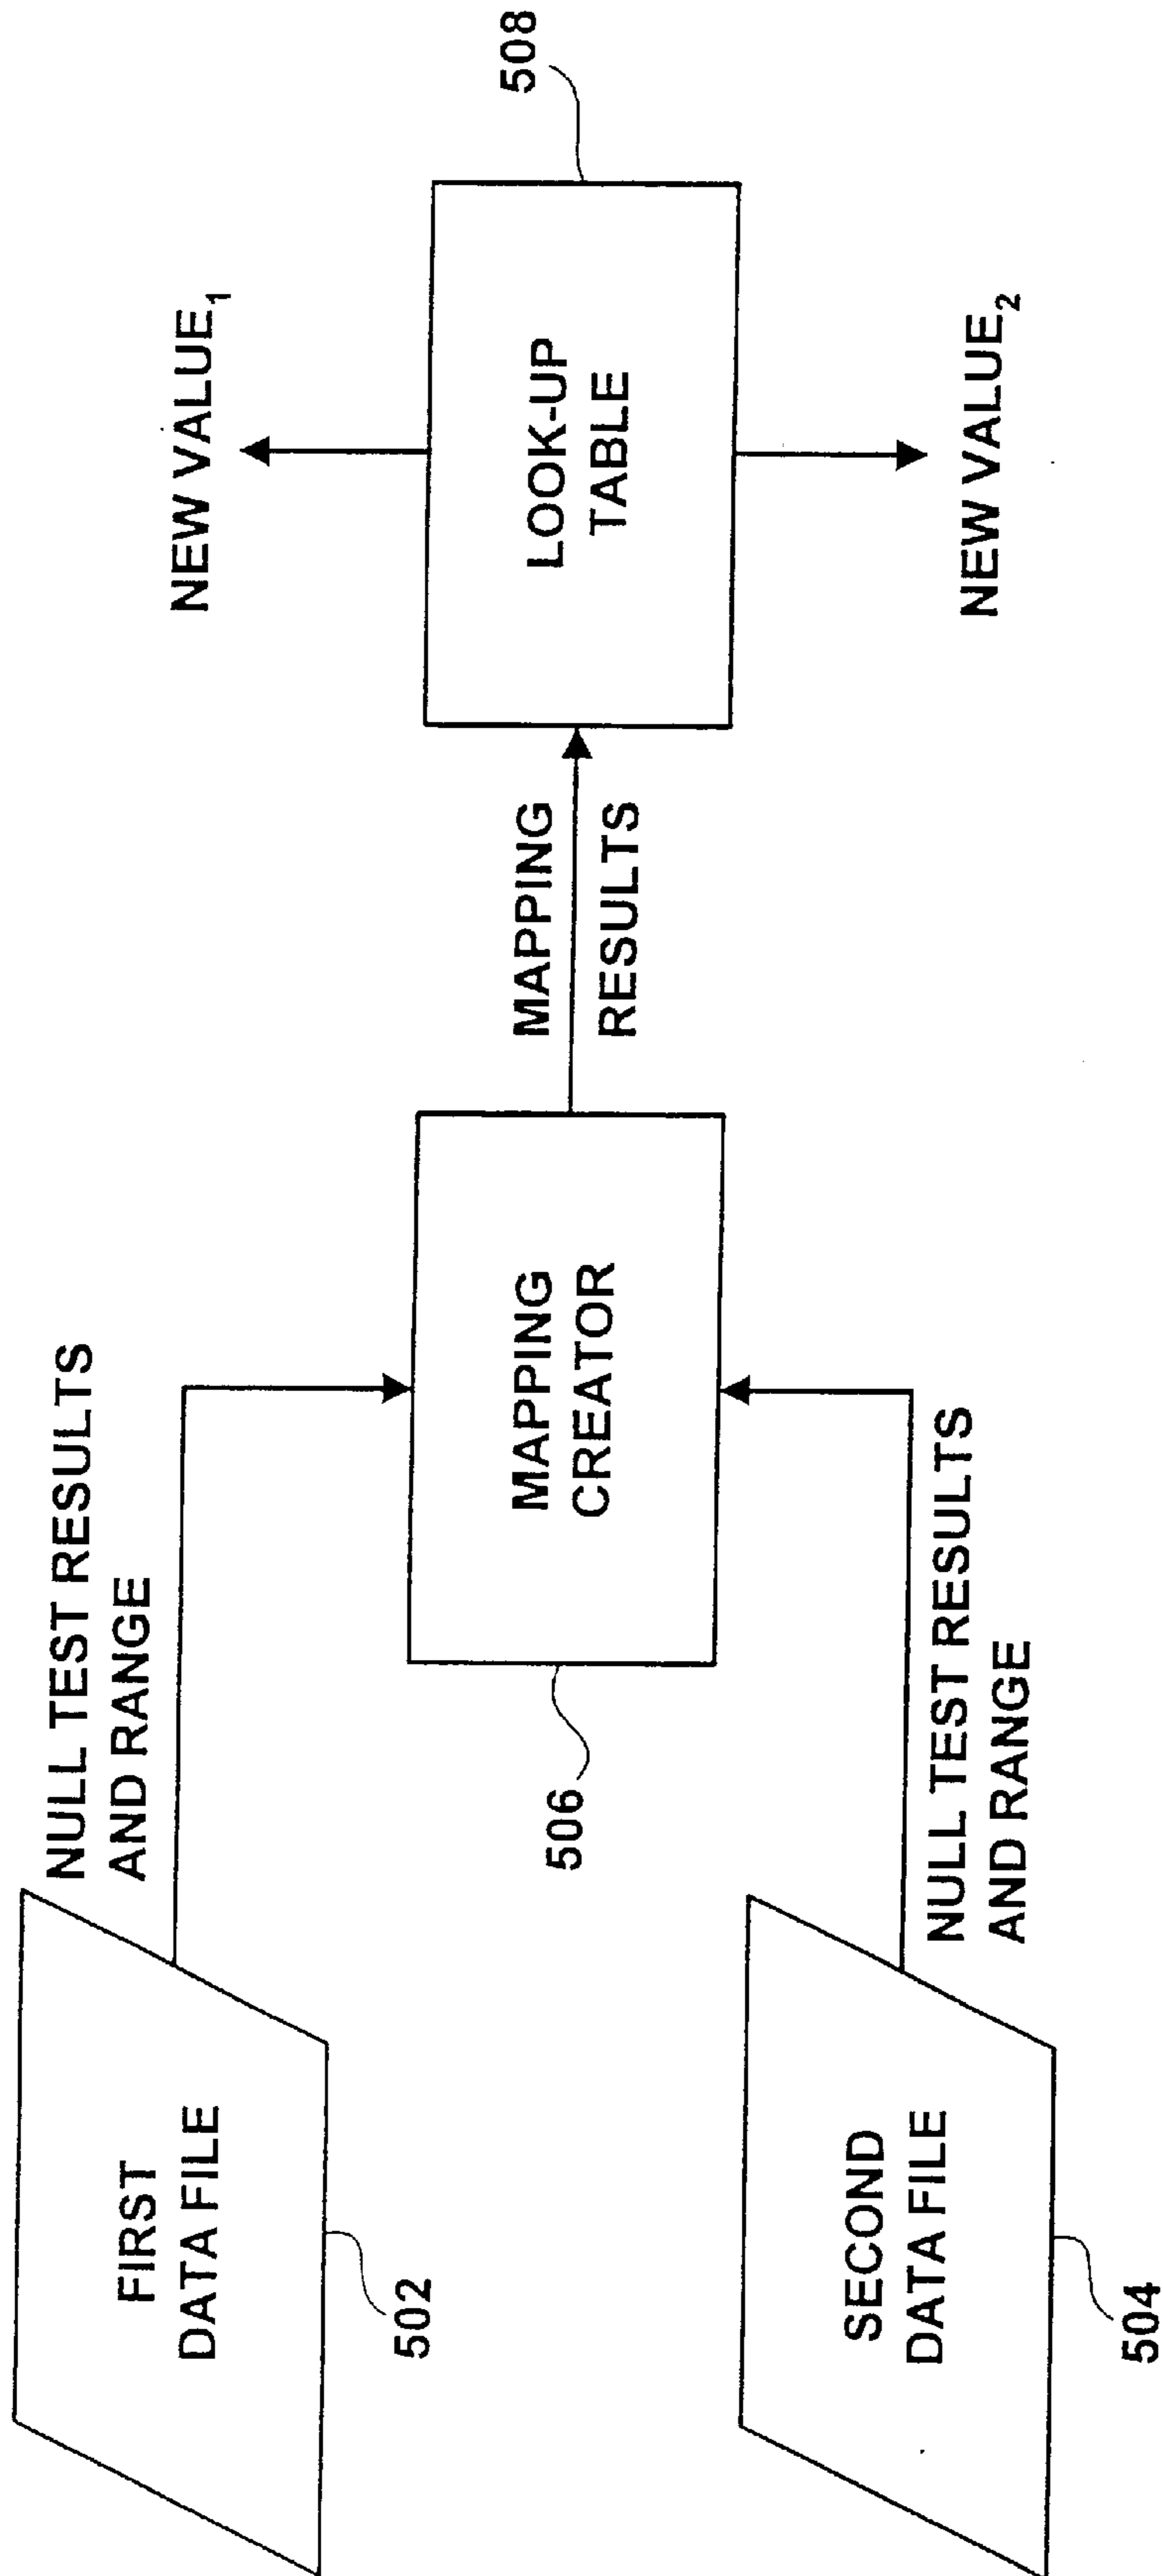 FIRST
DATA FILE
502
NULL TEST RESULTS
AND RANGE
SECOND
DATA FILE
504
NULL TEST RESULTS
AND RANGE
MAPPING
CREATOR
506
MAPPING
RESULTS
LOOK-UP
TABLE
508
NEW VALUE₁
NEW VALUE₂